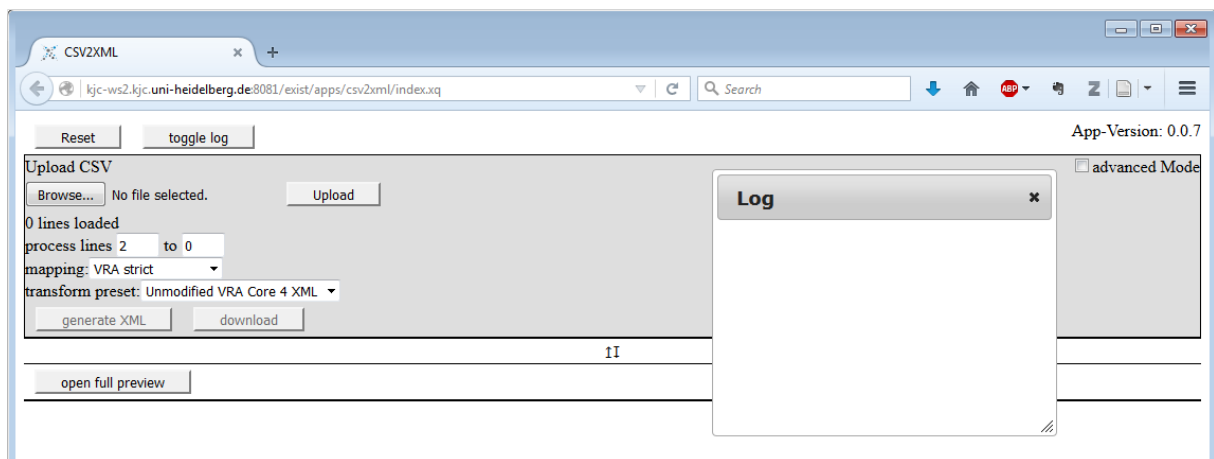 CSV2XML
kjc-ws2.kjc.uni-heidelberg.de:8081/exist/apps/csv2xml/index.xq
Search
ABP
Z
Reset toggle log App-Version: 0.0.7
Upload CSV advanced Mode
Browse... No file selected. Upload
Log
0 lines loaded
process lines 2 to 0
mapping: VRA strict
transform preset: Unmodified VRA Core 4 XML
generate XML download
open full preview